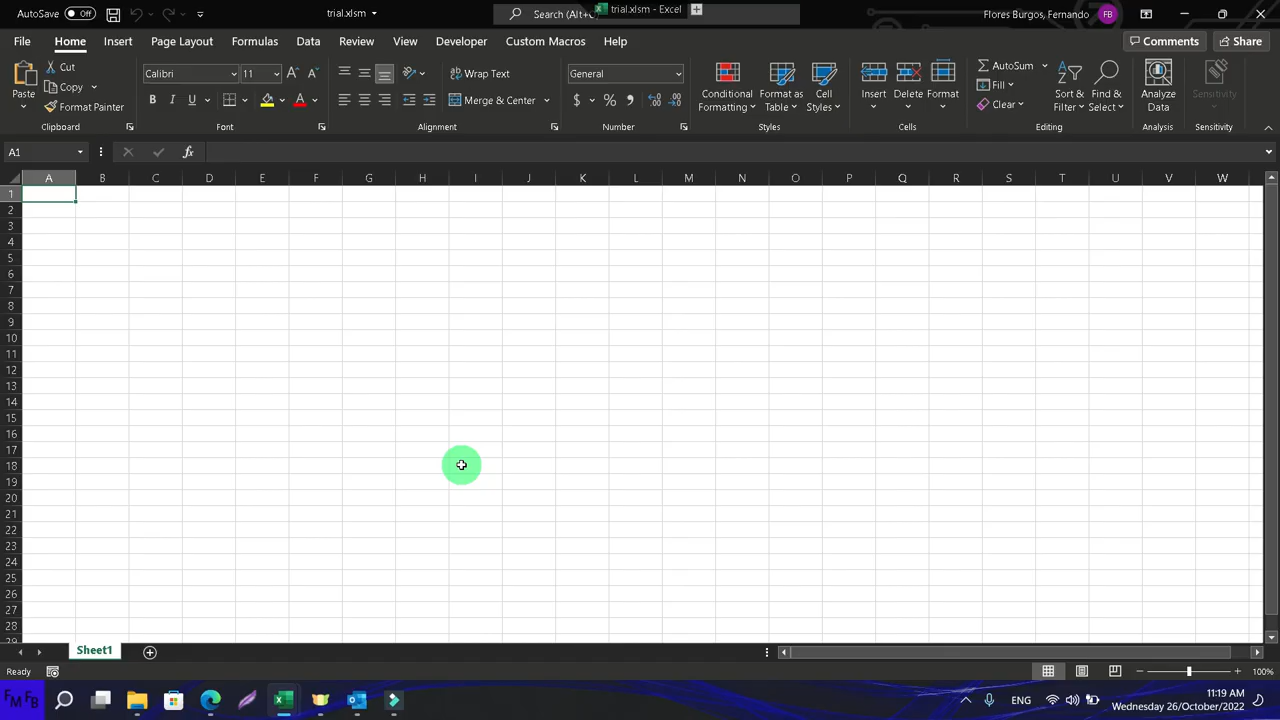 AutoSave Off trial.xlsm Search (Alt+Q) trial.xlsm - Excel Flores Burgos, Fernando FB
File Home Insert Page Layout Formulas Data Review View Developer Custom Macros Help Comments Share
Paste
Cut
Copy
Format Painter
Clipboard
Calibri 11
B I U
Font
Wrap Text
Merge & Center
Alignment
General
$ % ,
Number
Conditional Formatting
Format as Table
Cell Styles
Styles
Insert Delete Format
Cells
AutoSum
Fill
Clear
Sort & Filter
Find & Select
Editing
Analyze Data
Analysis
Sensitivity
Sensitivity
A1 fx
A B C D E F G H I J K L M N O P Q R S T U V W
1
2
3
4
5
6
7
8
9
10
11
12
13
14
15
16
17
18
19
20
21
22
23
24
25
26
27
28
29
Sheet1
Ready 100%
FM FB ENG 11:19 AM
Wednesday 26/October/2022